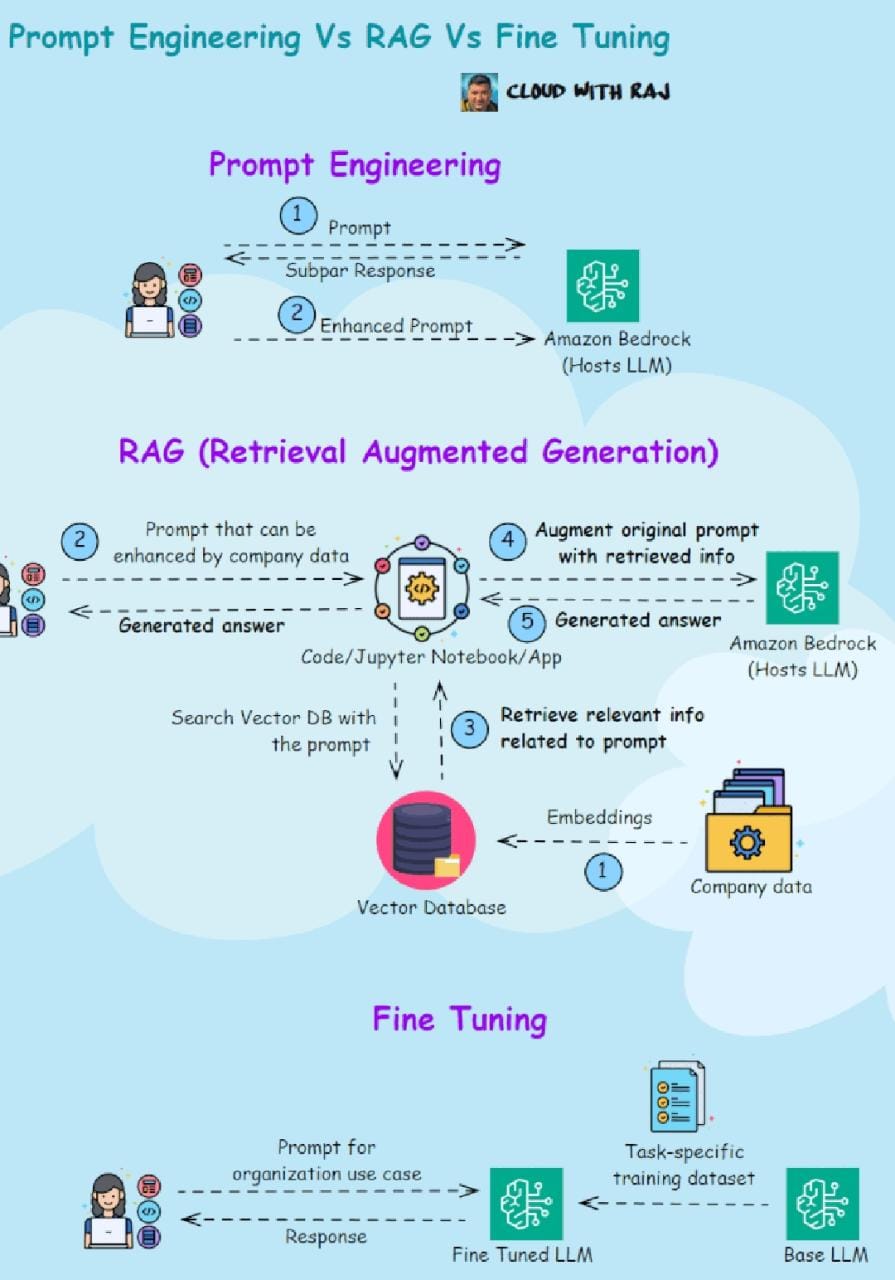 Prompt Engineering Vs RAG Vs Fine Tuning
CLOUD WITH RAJ
Prompt Engineering
1
Prompt
Subpar Response
2
Enhanced Prompt
Amazon Bedrock
(Hosts LLM)
RAG (Retrieval Augmented Generation)
2
Prompt that can be
enhanced by company data
Generated answer
Code/Jupyter Notebook/App
4
Augment original prompt
with retrieved info
5
Generated answer
Amazon Bedrock
(Hosts LLM)
Search Vector DB with
the prompt
3
Retrieve relevant info
related to prompt
Embeddings
1
Company data
Vector Database
Fine Tuning
Prompt for
organization use case
Response
Fine Tuned LLM
Task-specific
training dataset
Base LLM